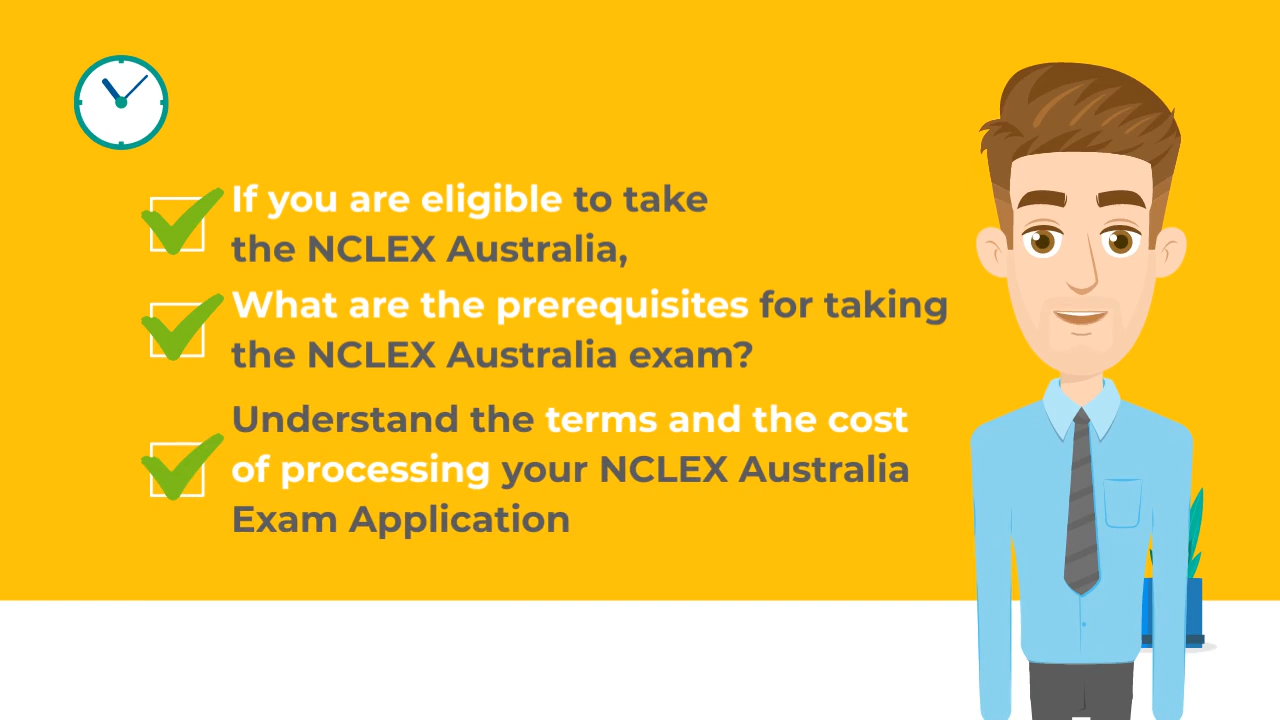 If you are eligible to take
the NCLEX Australia,
What are the prerequisites for taking
the NCLEX Australia exam?
Understand the terms and the cost
of processing your NCLEX Australia
Exam Application